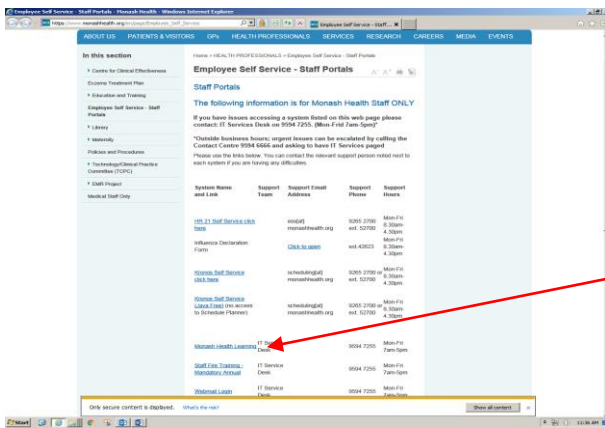 Employee Self Service - Staff Portals - Monash Health - Windows Internet Explorer
Employee Self Service - Staff...
ABOUT US PATIENTS & VISITORS GPs HEALTH PROFESSIONALS SERVICES RESEARCH CAREERS MEDIA EVENTS
In this section
Centre for Clinical Effectiveness
Eczema Treatment Plan
Education and Training
Employee Self Service - Staff
Portals
Library
Maternity
Policies and Procedures
Technology/Clinical Practice
Committee (TCPC)
EMR Project
Medical Staff Only
Home > HEALTH PROFESSIONALS > Employee Self Service - Staff Portals
Employee Self Service - Staff Portals
Staff Portals
The following information is for Monash Health Staff ONLY
If you have issues accessing a system listed on this web page please
contact: IT Services Desk on 9594 7255. (Mon-Fri 7am-5pm)*
*Outside business hours; urgent issues can be escalated by calling the
Contact Centre 9594 6666 and asking to have IT Services paged
Please use the links below. You can contact the relevant support person noted next to
each system if you are having any difficulties.
System Name Support Support Email Support Support
and Link Team Address Phone Hours
HR 21 Self Service click
here
ess[at]
monashhealth.org
9265 2700
ext. 52700
Mon-Fri
8.30am-
4.30pm
Influenza Declaration
Form
Click to open
ext.43623
Mon-Fri
8.30am-
4.30pm
Kronos Self Service
click here
scheduling[at]
monashhealth.org
9265 2700 or
ext. 52700
Mon-Fri
8.30am-
4.30pm
Kronos Self Service
(Java Free) (no access
to Schedule Planner)
scheduling[at]
monashhealth.org
9265 2700 or
ext. 52700
Mon-Fri
8.30am-
4.30pm
Monash Health Learning
IT Service
Desk
9594 7255
Mon-Fri
7am-5pm
Staff Fire Training -
Mandatory Annual
IT Service
Desk
9594 7255
Mon-Fri
7am-5pm
Webmail Login
IT Service
Desk
9594 7255
Mon-Fri
7am-5pm
Only secure content is displayed. What's the risk? Show all content
Start
11:36 AM